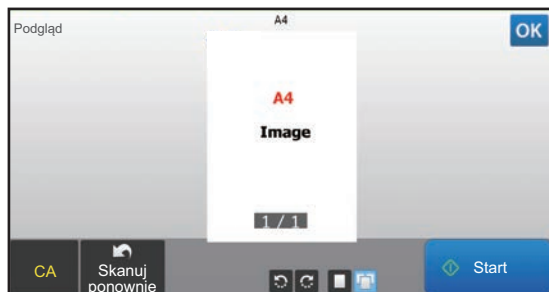 Podgląd
A4
OK
A4
Image
1 / 1
CA
Skanuj
ponownie
Start